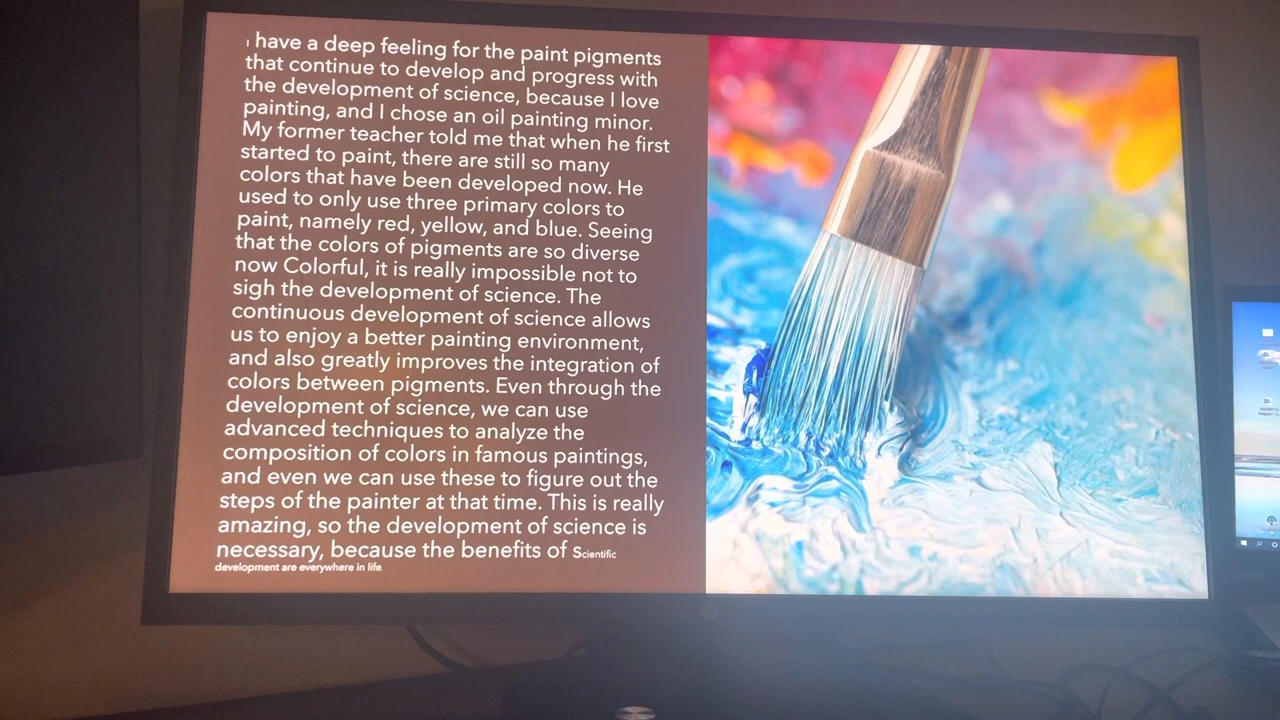 I have a deep feeling for the paint pigments
that continue to develop and progress with
the development of science, because I love
painting, and I chose an oil painting minor.
My former teacher told me that when he first
started to paint, there are still so many
colors that have been developed now. He
used to only use three primary colors to
paint, namely red, yellow, and blue. Seeing
that the colors of pigments are so diverse
now Colorful, it is really impossible not to
sigh the development of science. The
continuous development of science allows
us to enjoy a better painting environment,
and also greatly improves the integration of
colors between pigments. Even through the
development of science, we can use
advanced techniques to analyze the
composition of colors in famous paintings,
and even we can use these to figure out the
steps of the painter at that time. This is really
amazing, so the development of science is
necessary, because the benefits of Scientific
development are everywhere in life.